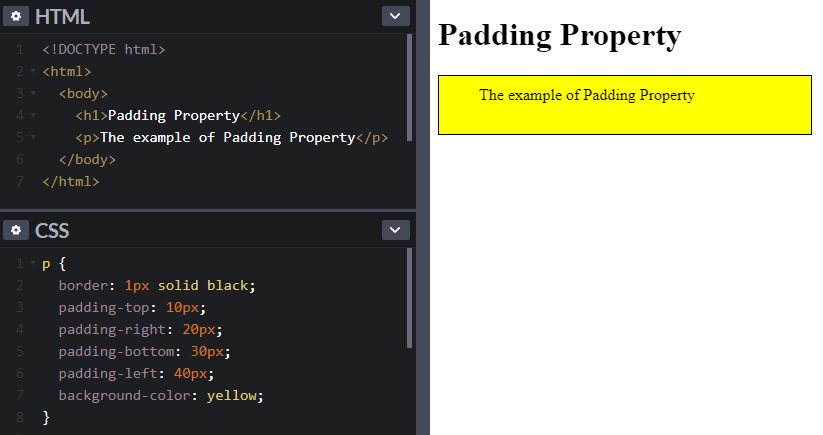 HTML
1 <!DOCTYPE html>
2 <html>
3 <body>
4 <h1>Padding Property</h1>
5 <p>The example of Padding Property</p>
6 </body>
7 </html>
CSS
1 p {
2 border: 1px solid black;
3 padding-top: 10px;
4 padding-right: 20px;
5 padding-bottom: 30px;
6 padding-left: 40px;
7 background-color: yellow;
8 }
Padding Property
The example of Padding Property